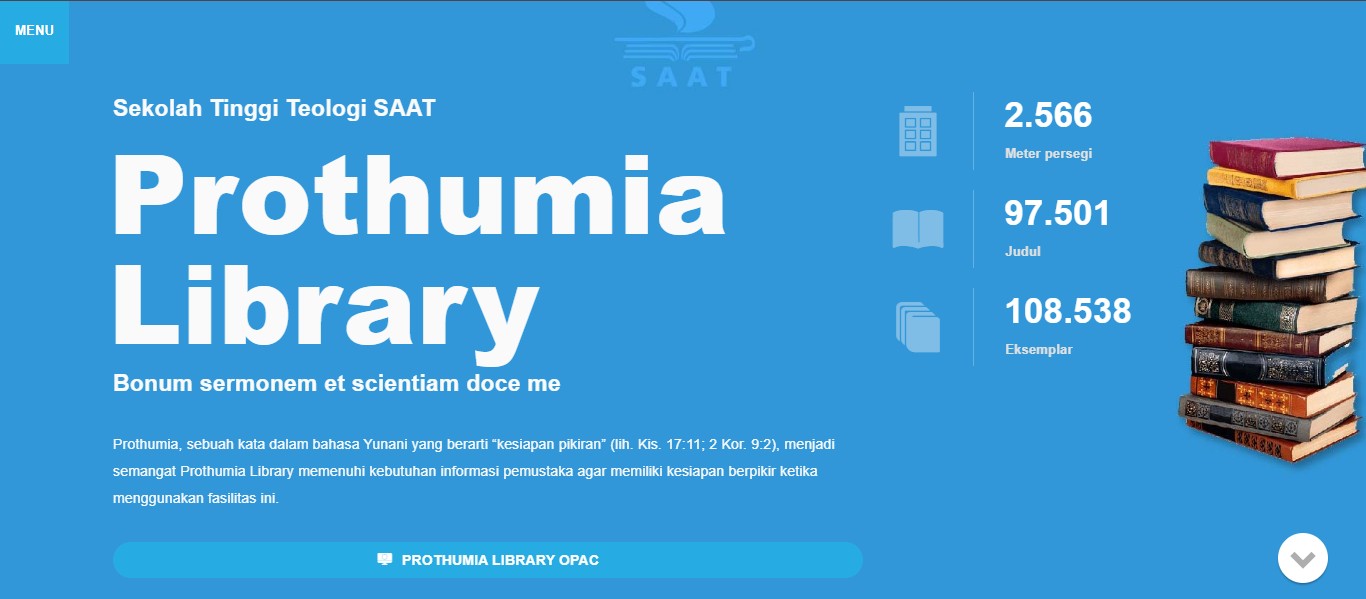 MENU
SAAT
Sekolah Tinggi Teologi SAAT
Prothumia
Library
Bonum sermonem et scientiam doce me
Prothumia, sebuah kata dalam bahasa Yunani yang berarti “kesiapan pikiran” (lih. Kis. 17:11; 2 Kor. 9:2), menjadi
semangat Prothumia Library memenuhi kebutuhan informasi pemustaka agar memiliki kesiapan berpikir ketika
menggunakan fasilitas ini.
PROTHUMIA LIBRARY OPAC
2.566
Meter persegi
97.501
Judul
108.538
Eksemplar